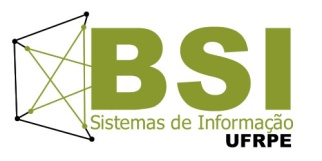 BSI
Sistemas de Informação
UFRPE